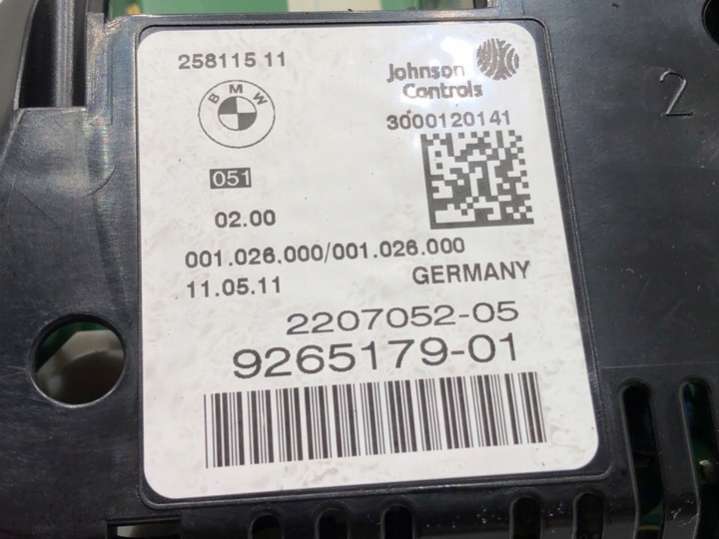 258115 11
Johnson
Controls
BMW
3000120141
051
02.00
001.026.000/001.026.000
11.05.11
GERMANY
2207052-05
9265179-01
2